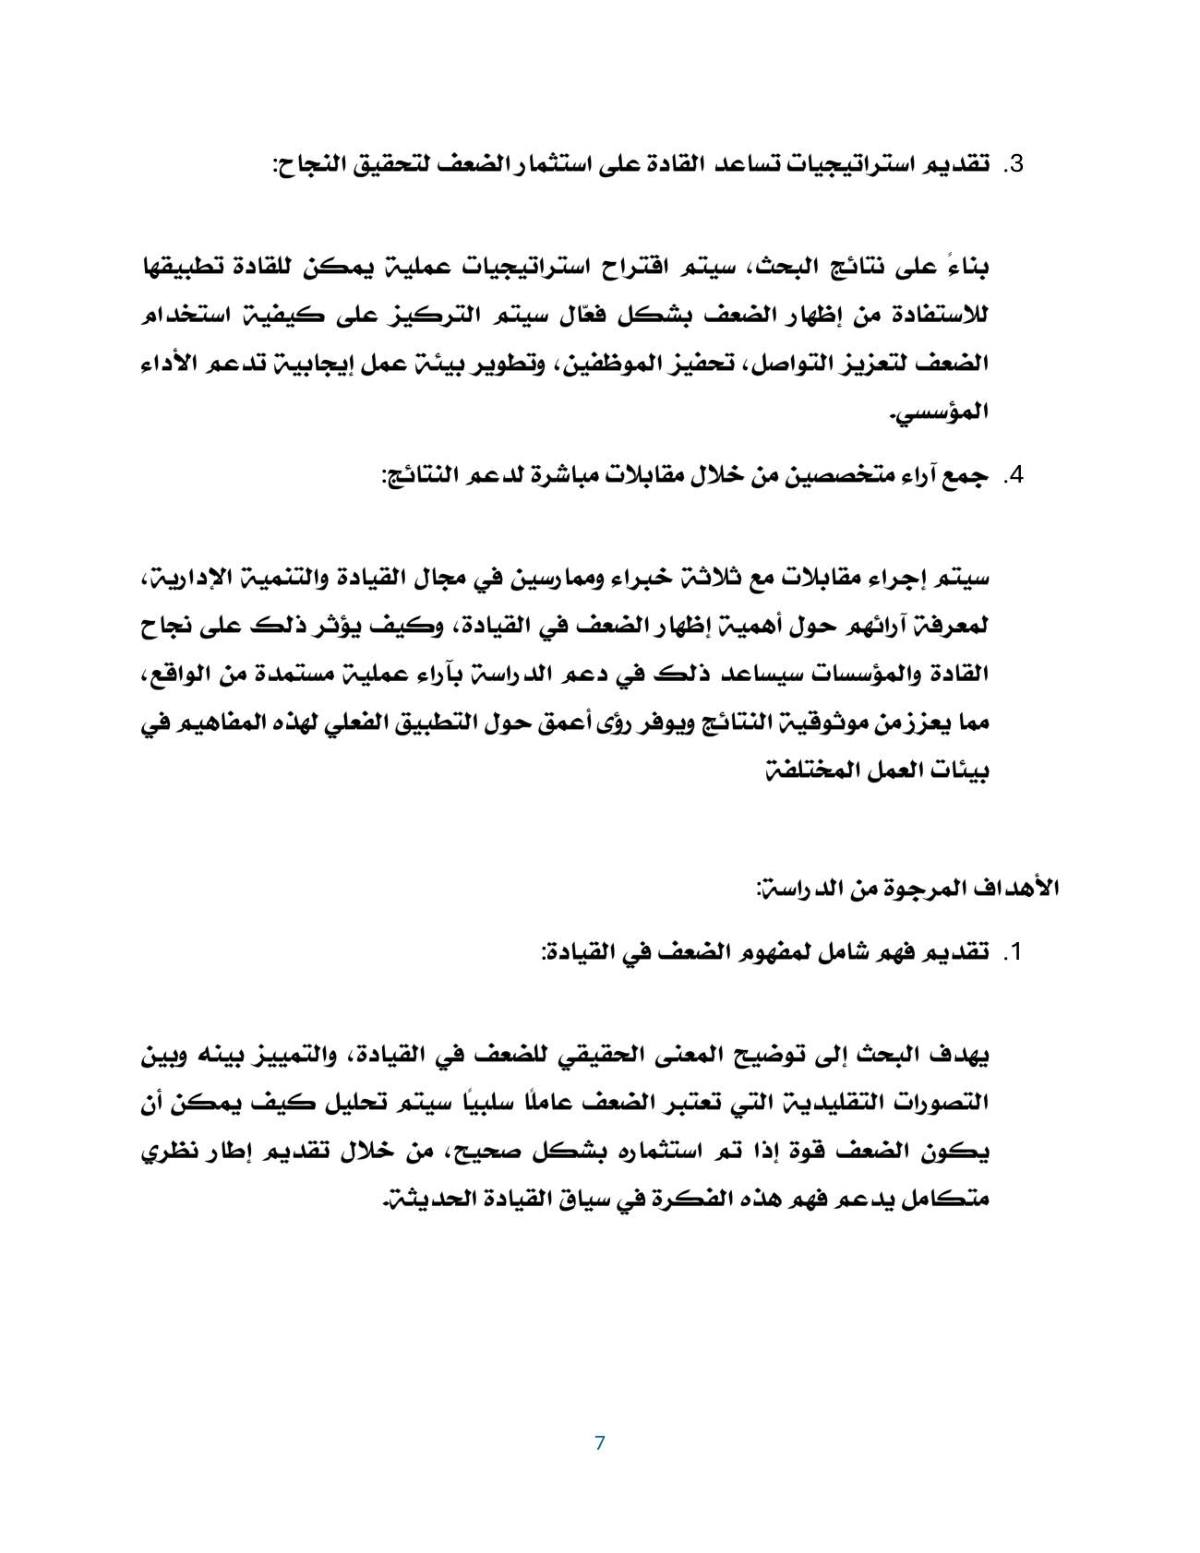 3. تقديم استراتيجيات تساعد القادة على استثمار الضعف لتحقيق النجاح:
بناءً على نتائج البحث، سيتم اقتراح استراتيجيات عملية يمكن للقادة تطبيقها
للاستفادة من إظهار الضعف بشكل فعّال سيتم التركيز على كيفية استخدام
الضعف لتعزيز التواصل، تحفيز الموظفين، وتطوير بيئة عمل إيجابية تدعم الأداء
المؤسسي.
4. جمع آراء متخصصين من خلال مقابلات مباشرة لدعم النتائج:
سيتم إجراء مقابلات مع ثلاثة خبراء وممارسين في مجال القيادة والتنمية الإدارية،
لمعرفة آرائهم حول أهمية إظهار الضعف في القيادة، وكيف يؤثر ذلك على نجاح
القادة والمؤسسات سيساعد ذلك في دعم الدراسة بآراء عملية مستمدة من الواقع،
مما يعزز من موثوقية النتائج ويوفر رؤى أعمق حول التطبيق الفعلي لهذه المفاهيم في
بيئات العمل المختلفة
الأهداف المرجوة من الدراسة:
1. تقديم فهم شامل لمفهوم الضعف في القيادة:
يهدف البحث إلى توضيح المعنى الحقيقي للضعف في القيادة، والتمييز بينه وبين
التصورات التقليدية التي تعتبر الضعف عاملًا سلبيًا سيتم تحليل كيف يمكن أن
يكون الضعف قوة إذا تم استثماره بشكل صحيح، من خلال تقديم إطار نظري
متكامل يدعم فهم هذه الفكرة في سياق القيادة الحديثة.
7